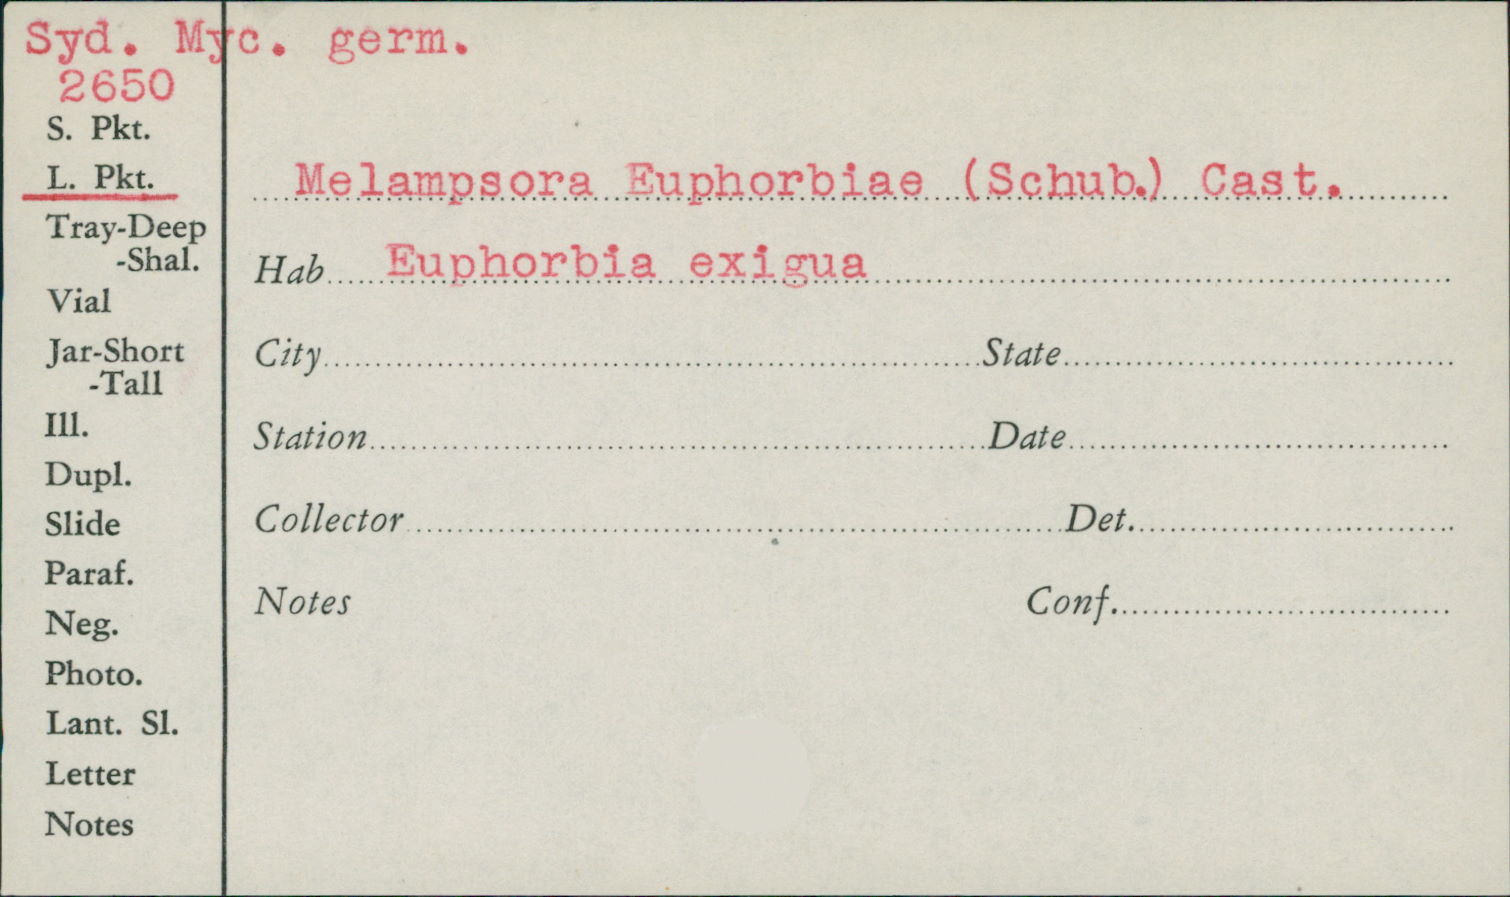 Syd. Myc. germ.
2650
S. Pkt.
L. Pkt.
Tray-Deep
-Shal.
Vial
Jar-Short
-Tall
Ill.
Dupl.
Slide
Paraf.
Neg.
Photo.
Lant. Sl.
Letter
Notes
Melampsora Euphorbiae (Schub.) Cast.
Hab Euphorbia exigua
City State
Station Date
Collector Det.
Notes Conf.